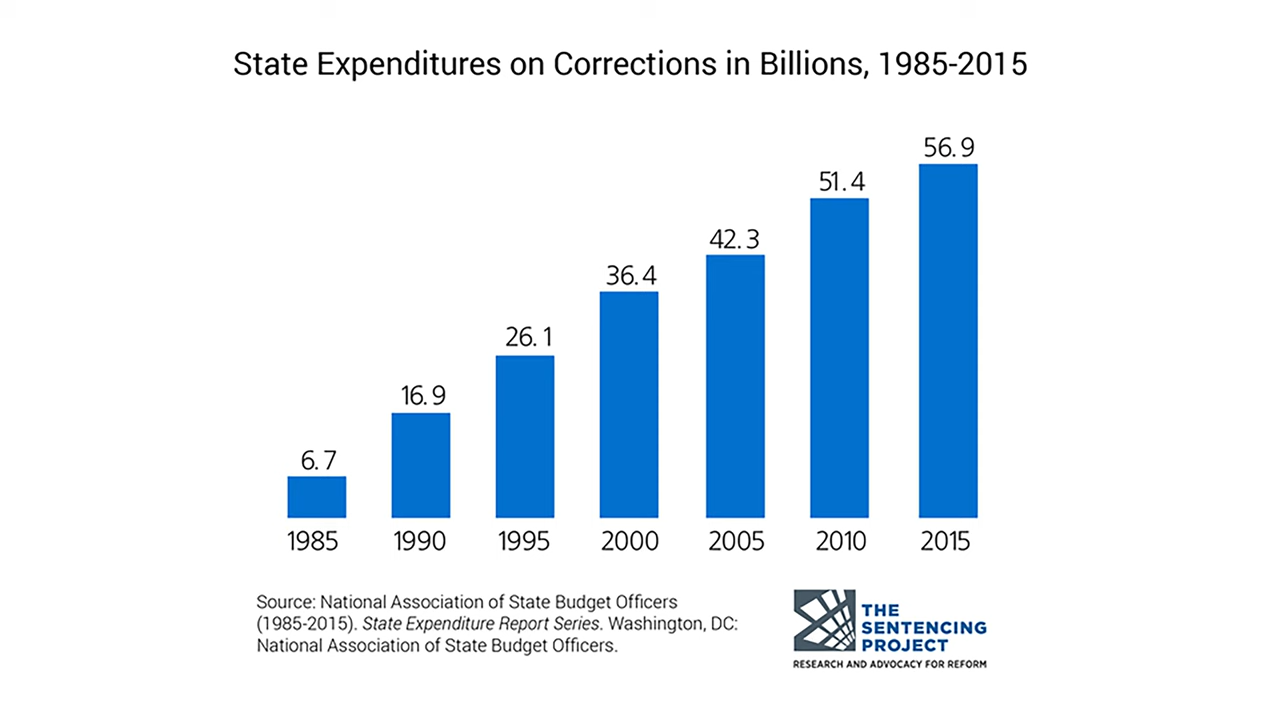 State Expenditures on Corrections in Billions, 1985-2015
6.7
16.9
26.1
36.4
42.3
51.4
56.9
1985 1990 1995 2000 2005 2010 2015
Source: National Association of State Budget Officers
(1985-2015). State Expenditure Report Series. Washington, DC:
National Association of State Budget Officers.
THE
SENTENCING
PROJECT
RESEARCH AND ADVOCACY FOR REFORM